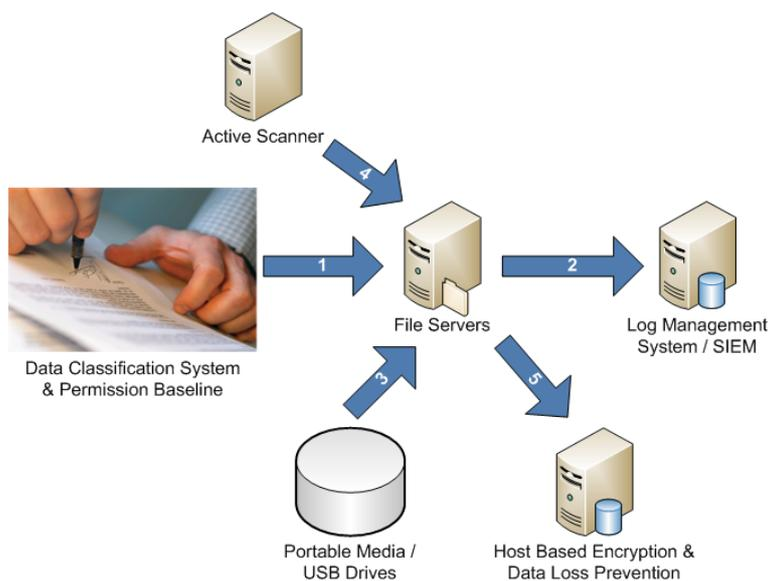 Active Scanner
4
1
2
File Servers
Log Management
System / SIEM
Data Classification System
& Permission Baseline
3
5
Portable Media /
USB Drives
Host Based Encryption &
Data Loss Prevention